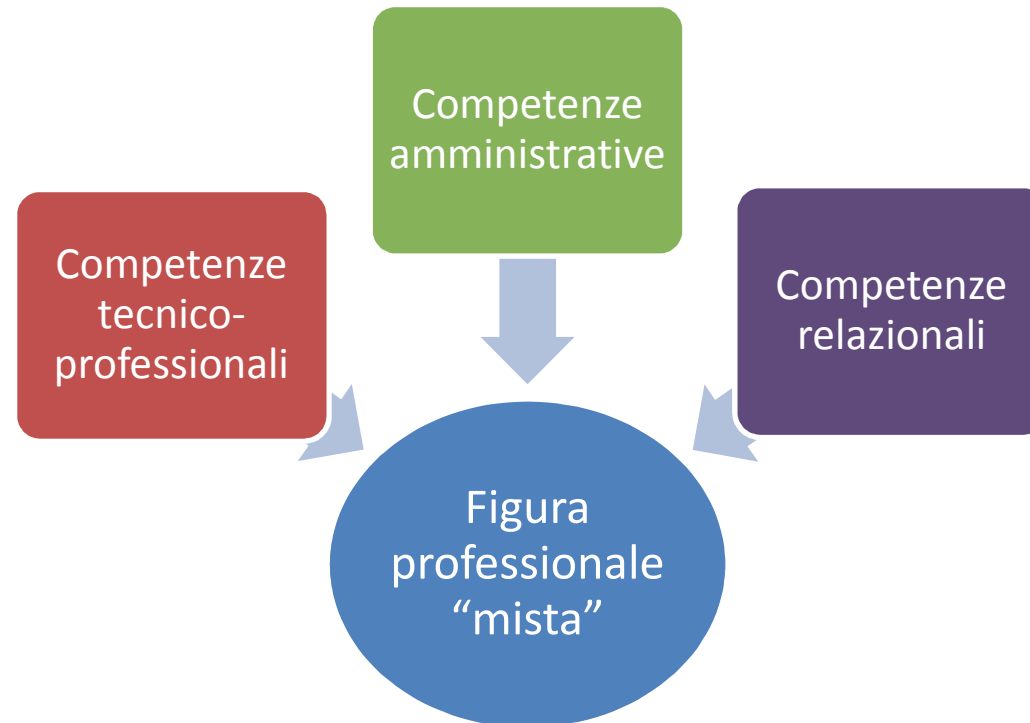 Competenze
amministrative
Competenze
tecnico-
professionali
Competenze
relazionali
Figura
professionale
“mista”